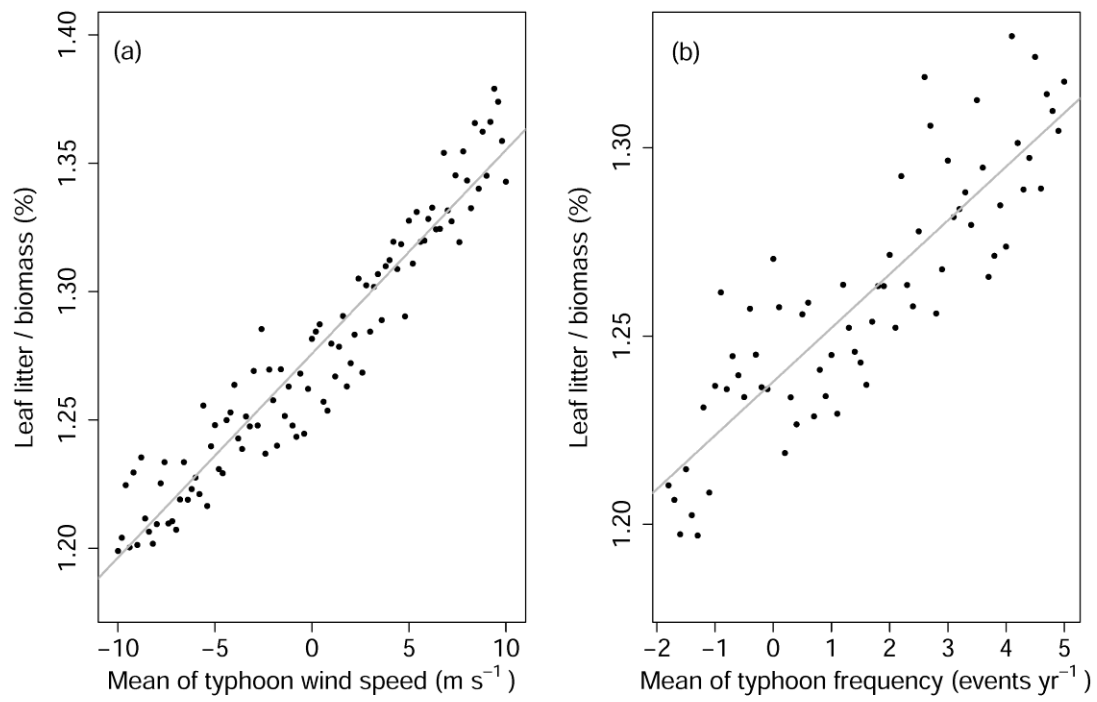 (a)
Leaf litter / biomass (%)
1.40
1.35
1.30
1.25
1.20
−10 −5 0 5 10
Mean of typhoon wind speed (m s⁻¹ )
(b)
Leaf litter / biomass (%)
1.30
1.25
1.20
−2 −1 0 1 2 3 4 5
Mean of typhoon frequency (events yr⁻¹)